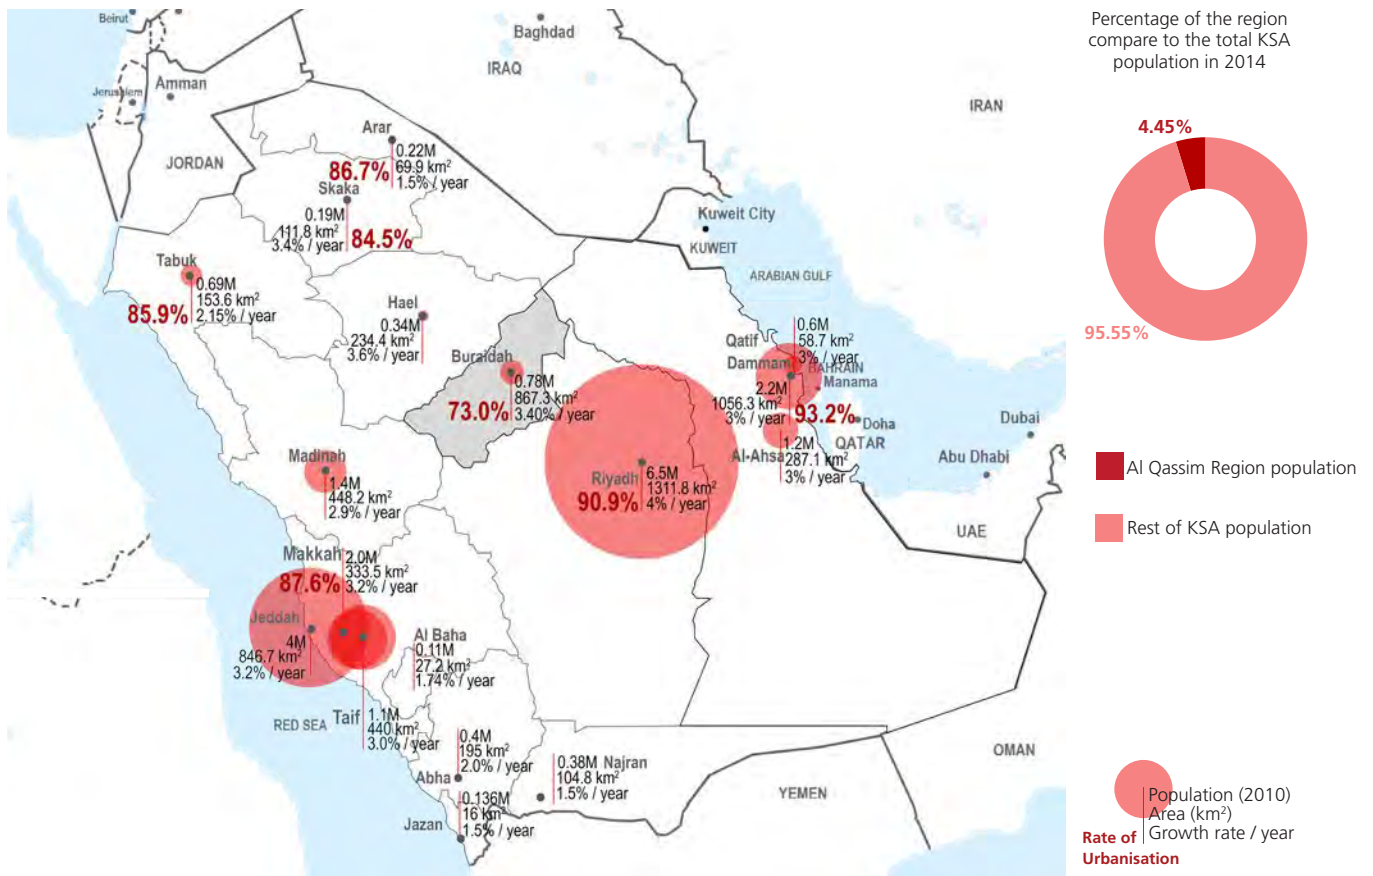 Beirut
Baghdad
IRAQ
Jerusalem
Amman
IRAN
JORDAN
Arar
0.22M
69.9 km²
1.5% / year
86.7%
Skaka
0.19M
411.8 km²
3.4% / year
84.5%
Kuwait City
KUWEIT
ARABIAN GULF
Tabuk
0.69M
153.6 km²
2.15% / year
85.9%
Hael
0.34M
234.4 km²
3.6% / year
Buraidah
0.78M
867.3 km²
3.40% / year
73.0%
Qatif
0.6M
58.7 km²
3% / year
Dammam
2.2M
1056.3 km²
3% / year
93.2%
BAHRAIN
Manama
Doha
QATAR
Al-Ahsa
1.2M
287.1 km²
3% / year
Dubai
Abu Dhabi
UAE
Madinah
1.4M
448.2 km²
2.9% / year
Riyadh
6.5M
1311.8 km²
4% / year
90.9%
Makkah
2.0M
333.5 km²
3.2% / year
87.6%
Jeddah
4M
846.7 km²
3.2% / year
Al Baha
0.11M
27.2 km²
1.74% / year
RED SEA
Taif
1.1M
440 km²
3.0% / year
0.4M
195 km²
2.0% / year
Abha
0.136M
16 km²
1.5% / year
Jazan
0.38M Najran
104.8 km²
1.5% / year
YEMEN
OMAN
Percentage of the region
compare to the total KSA
population in 2014
4.45%
95.55%
Al Qassim Region population
Rest of KSA population
Population (2010)
Area (km²)
Growth rate / year
Rate of
Urbanisation